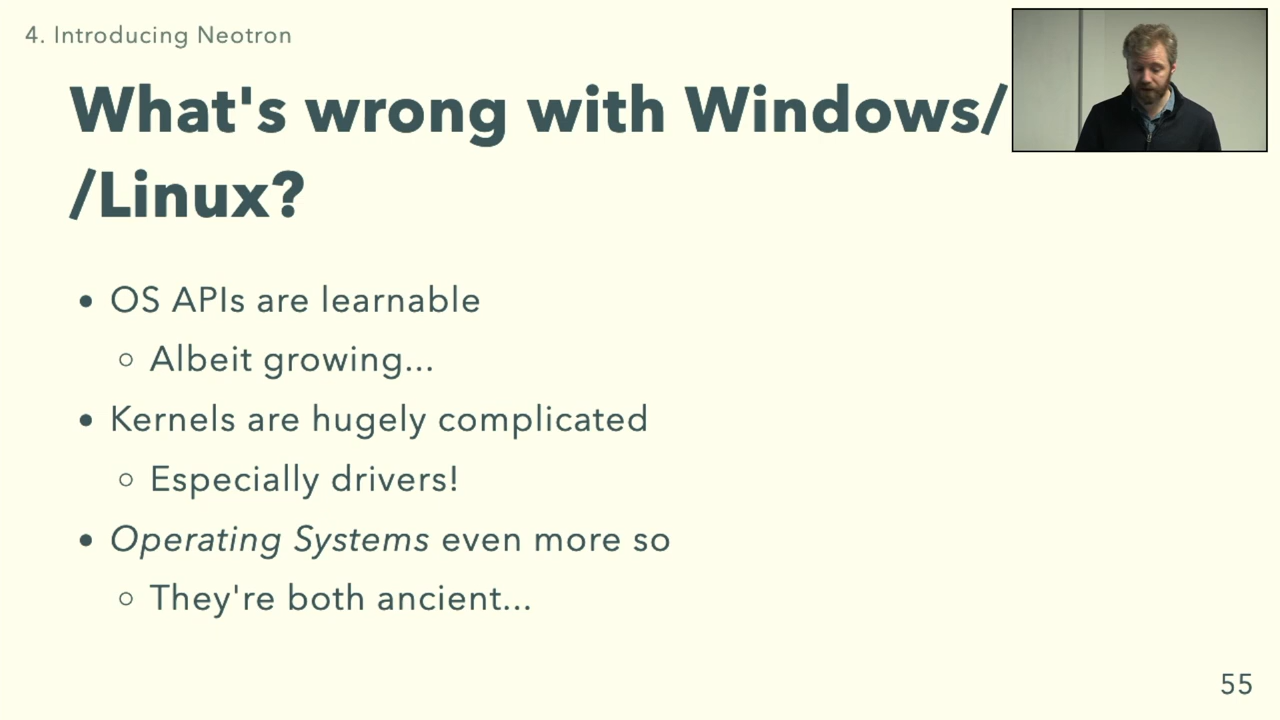 4. Introducing Neotron
What's wrong with Windows/
/Linux?
• OS APIs are learnable
○ Albeit growing...
• Kernels are hugely complicated
○ Especially drivers!
• Operating Systems even more so
○ They're both ancient...
55